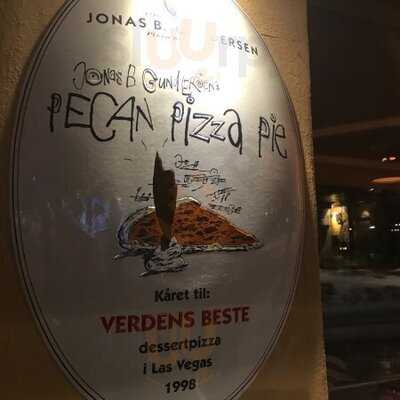 JONAS B. ERSEN
JONAS B GUNDERSEN'S
PECAN PIZZA PIE
Kåret til:
VERDENS BESTE
dessertpizza
i Las Vegas
1998